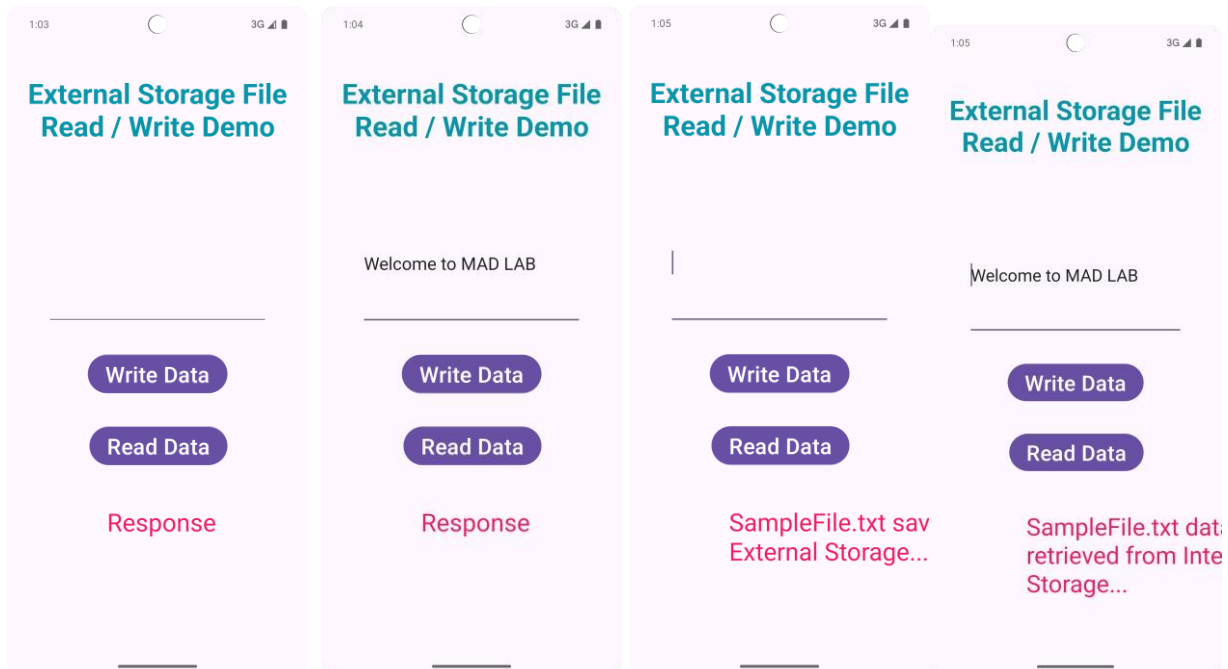 1:03
3G
External Storage File
Read / Write Demo
Write Data
Read Data
Response
1:04
3G
External Storage File
Read / Write Demo
Welcome to MAD LAB
Write Data
Read Data
Response
1:05
3G
External Storage File
Read / Write Demo
Write Data
Read Data
SampleFile.txt sav
External Storage...
1:05
3G
External Storage File
Read / Write Demo
Welcome to MAD LAB
Write Data
Read Data
SampleFile.txt data
retrieved from Inte
Storage...